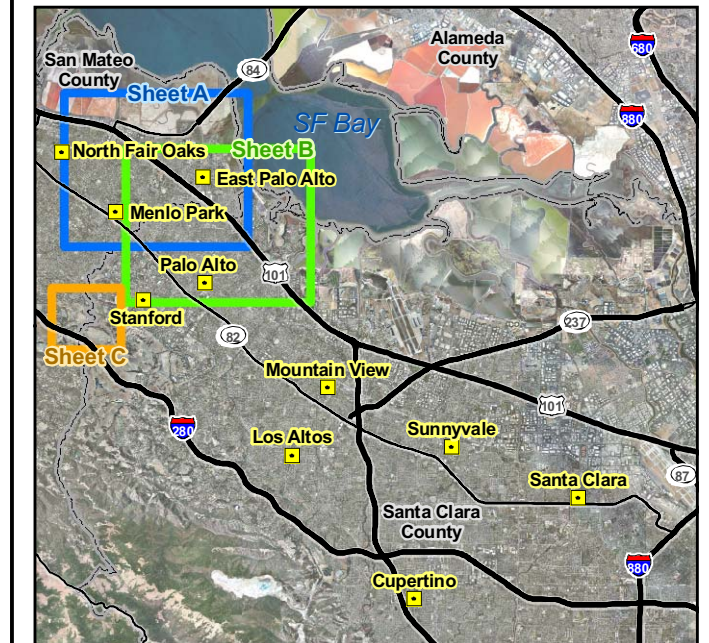 San Mateo
County
84
Alameda
County
680
Sheet A
880
SF Bay
North Fair Oaks
Sheet B
East Palo Alto
Menlo Park
Palo Alto
101
Stanford
237
82
Sheet C
Mountain View
101
280
Los Altos
Sunnyvale
87
Santa Clara
Santa Clara
County
880
Cupertino